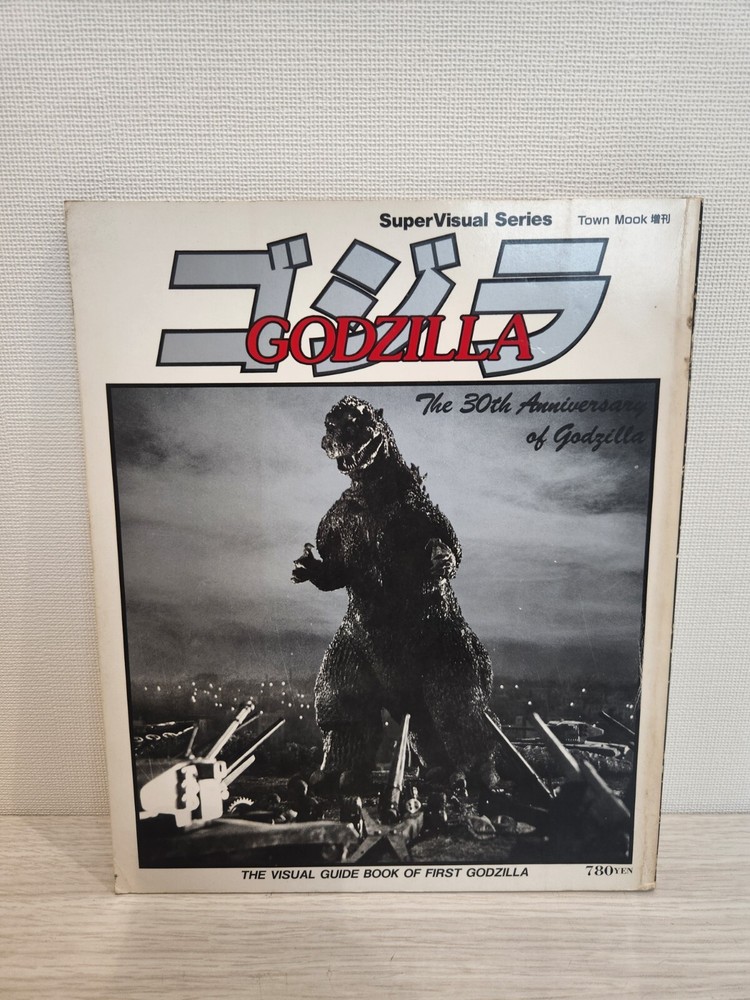 SuperVisual Series Town Mook 増刊
ゴジラ
GODZILLA
The 30th Anniversary
of Godzilla
THE VISUAL GUIDE BOOK OF FIRST GODZILLA 780YEN